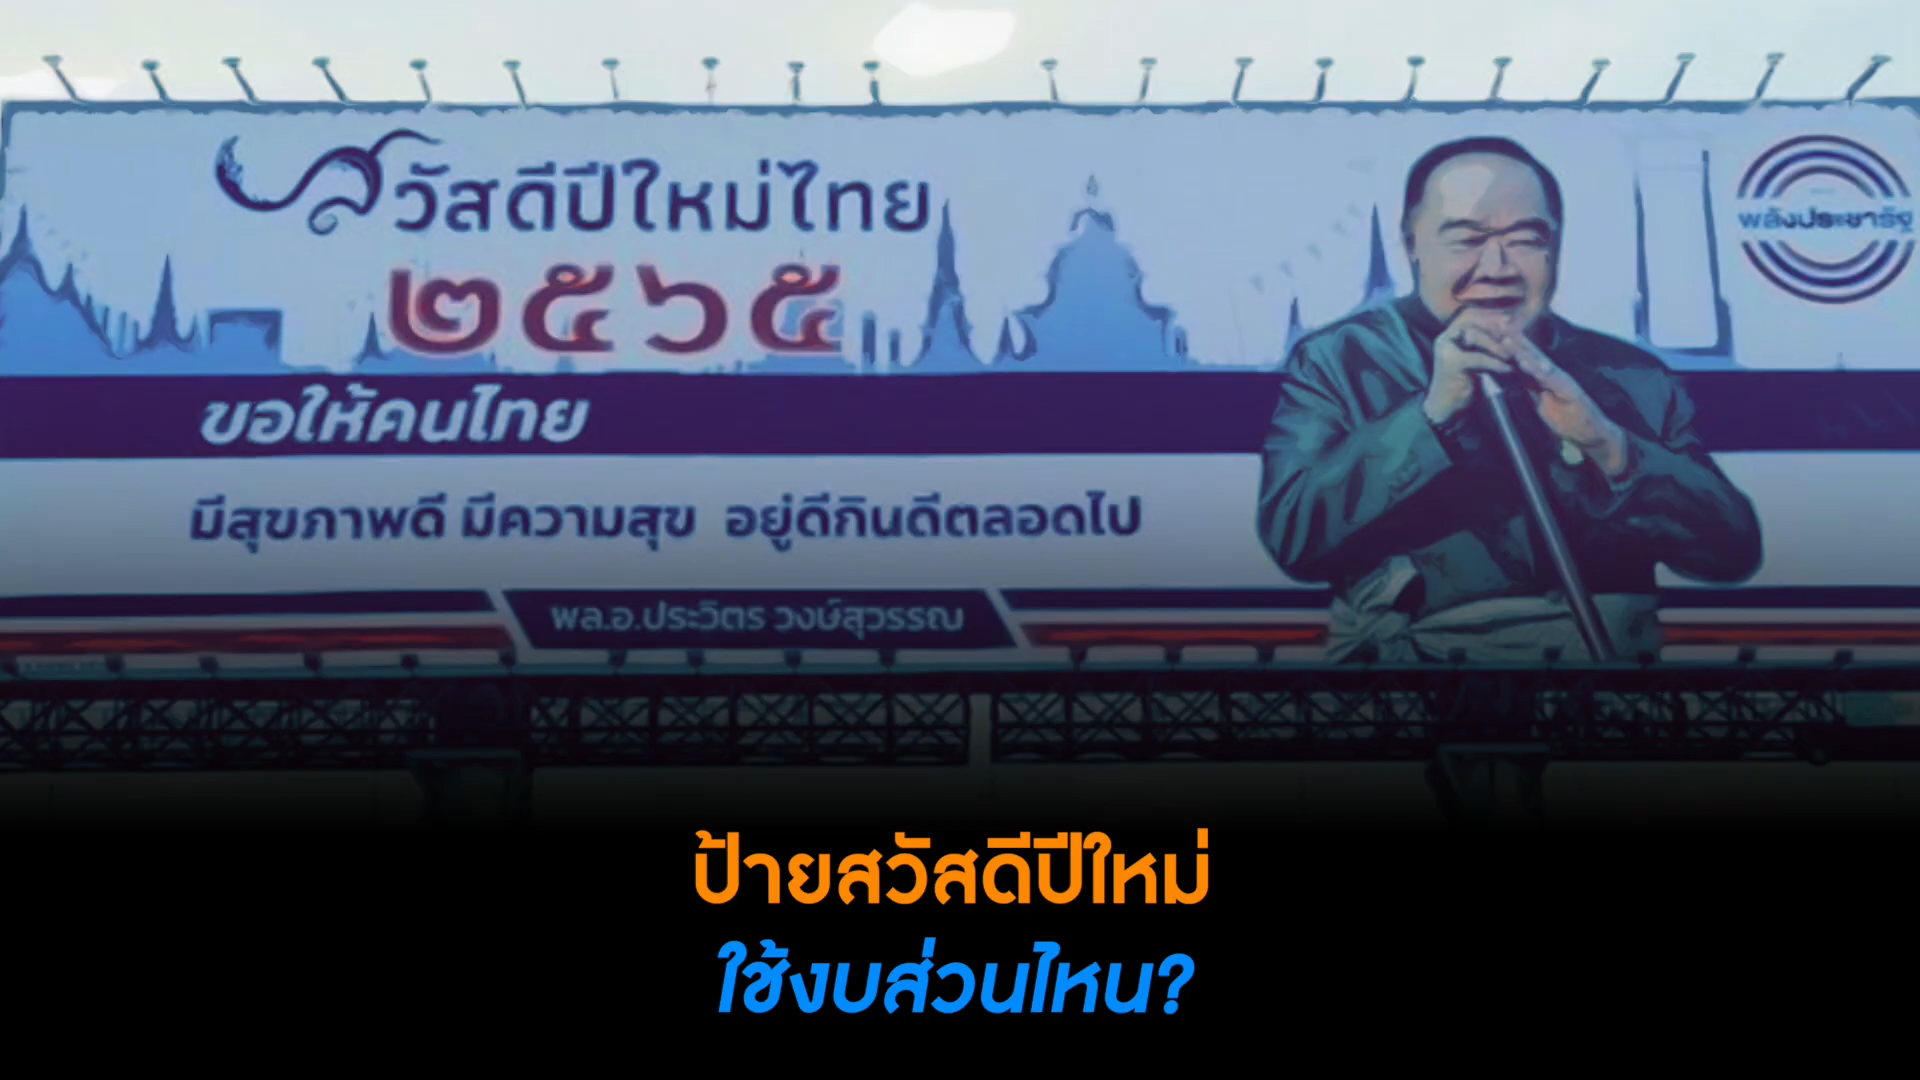 สวัสดีปีใหม่ไทย
๒๕๖๕
พลังประชารัฐ
ขอให้คนไทย
มีสุขภาพดี มีความสุข อยู่ดีกินดีตลอดไป
พล.อ.ประวิตร วงษ์สุวรรณ
ป้ายสวัสดีปีใหม่
ใช้งบส่วนไหน?